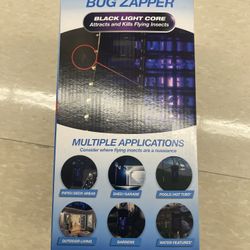 BUG ZAPPER
BLACK LIGHT CORE
Attracts and Kills Flying Insects
MULTIPLE APPLICATIONS
Consider where flying insects are a nuisance
PATIO/DECK AREAS
SHED/GARAGE
POOLS/HOT TUBS*
OUTDOOR LIVING
GARDENS
WATER FEATURES*